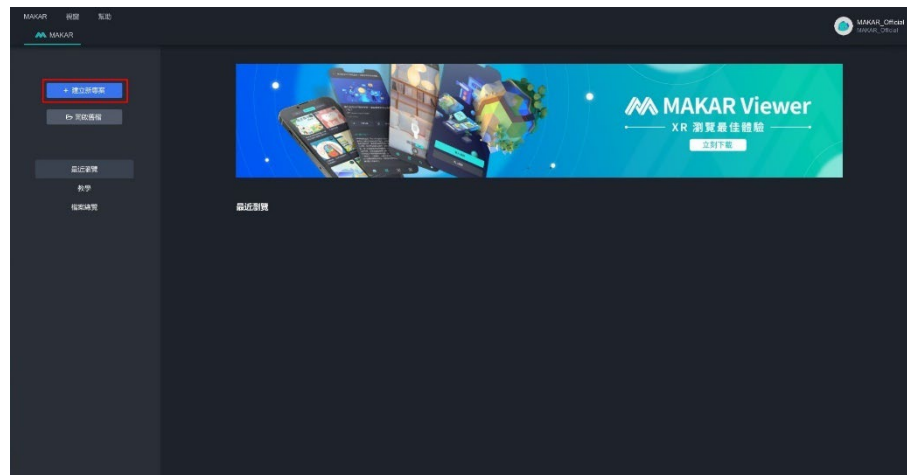 MAKAR 視窗 幫助
MAKAR
MAKAR_Official
MAKAR_Official
+ 建立新專案
開啟舊檔
最近瀏覽
教學
檔案總覽
MAKAR Viewer
XR 瀏覽最佳體驗
立刻下載
最近瀏覽